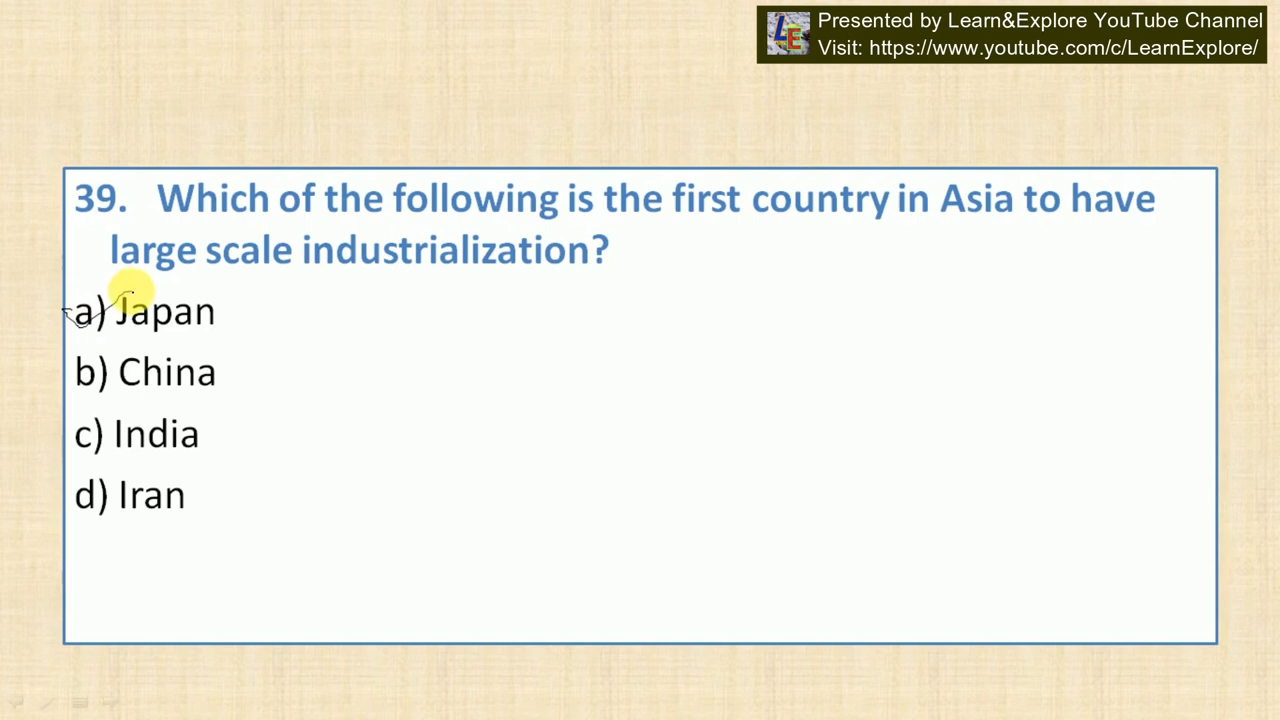 Presented by Learn&Explore YouTube Channel
Visit: https://www.youtube.com/c/LearnExplore/
LE
39. Which of the following is the first country in Asia to have
large scale industrialization?
a) Japan
b) China
c) India
d) Iran